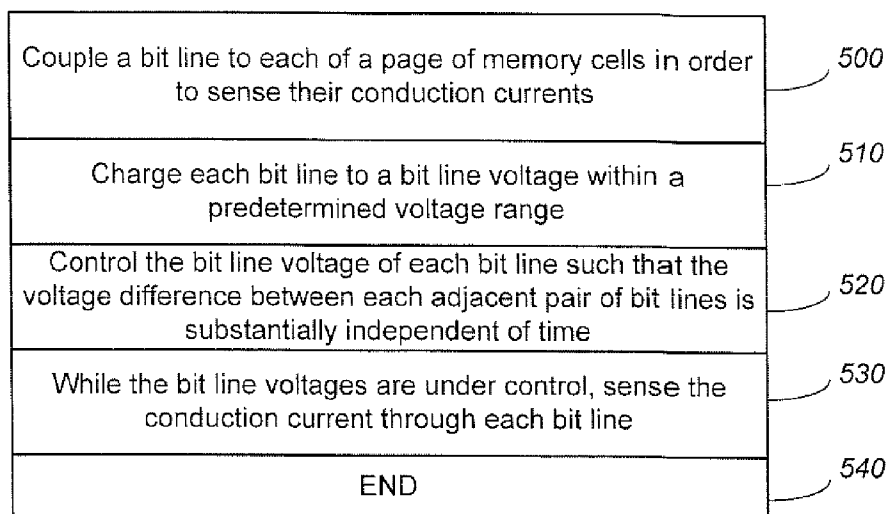 Couple a bit line to each of a page of memory cells in order
to sense their conduction currents
500
Charge each bit line to a bit line voltage within a
predetermined voltage range
510
Control the bit line voltage of each bit line such that the
voltage difference between each adjacent pair of bit lines is
substantially independent of time
520
While the bit line voltages are under control, sense the
conduction current through each bit line
530
END
540